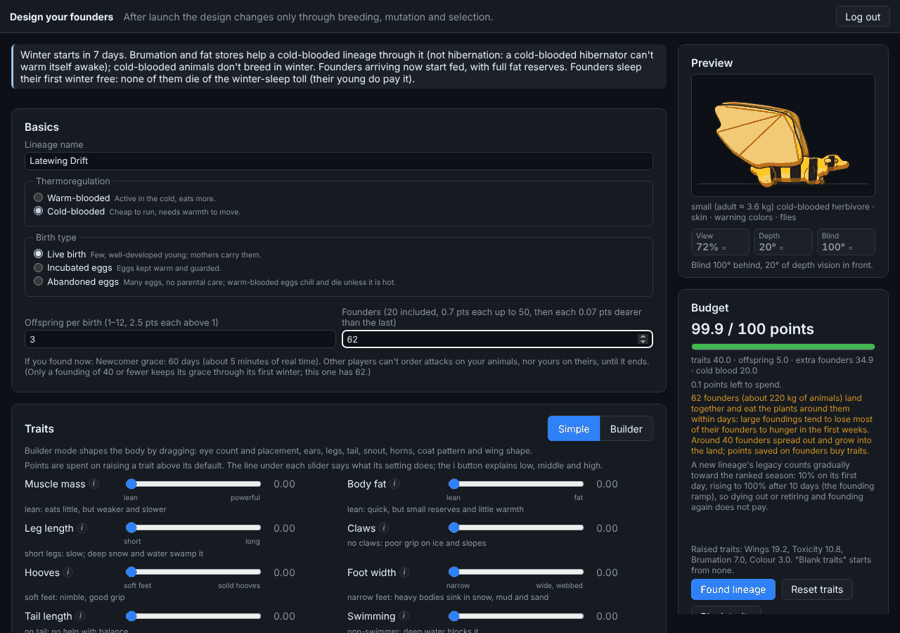 Design your founders After launch the design changes only through breeding, mutation and selection.
Log out
Winter starts in 7 days. Brumation and fat stores help a cold-blooded lineage through it (not hibernation: a cold-blooded hibernator can't
warm itself awake); cold-blooded animals don't breed in winter. Founders arriving now start fed, with full fat reserves. Founders sleep
their first winter free: none of them die of the winter-sleep toll (their young do pay it).
Basics
Lineage name
Latewing Drift
Thermoregulation
Warm-blooded Active in the cold, eats more.
Cold-blooded Cheap to run, needs warmth to move.
Birth type
Live birth Few, well-developed young; mothers carry them.
Incubated eggs Eggs kept warm and guarded.
Abandoned eggs Many eggs, no parental care; warm-blooded eggs chill and die unless it is hot.
Offspring per birth (1–12, 2.5 pts each above 1)
3
Founders (20 included, 0.7 pts each up to 50, then each 0.07 pts dearer
than the last)
62
If you found now: Newcomer grace: 60 days (about 5 minutes of real time). Other players can't order attacks on your animals, nor yours on theirs, until it ends.
(Only a founding of 40 or fewer keeps its grace through its first winter; this one has 62.)
Traits
Simple
Builder
Builder mode shapes the body by dragging: eye count and placement, ears, legs, tail, snout, horns, coat pattern and wing shape.
Points are spent on raising a trait above its default. The line under each slider says what its setting does; the i button explains low, middle and high.
Muscle mass i 0.00
lean powerful
lean: eats little, but weaker and slower
Body fat i 0.00
lean fat
lean: quick, but small reserves and little warmth
Leg length i 0.00
short long
short legs: slow; deep snow and water swamp it
Claws i 0.00
no claws: poor grip on ice and slopes
Hooves i 0.00
soft feet solid hooves
soft feet: nimble, good grip
Foot width i 0.00
narrow wide, webbed
narrow feet: heavy bodies sink in snow, mud and sand
Tail length i 0.00
no tail: no help with balance
Swimming i 0.00
non-swimmer: deep water blocks it
Preview
small (adult ≈ 3.6 kg) cold-blooded herbivore ·
skin · warning colors · flies
View
72% =
Depth
20° =
Blind
100° =
Blind 100° behind, 20° of depth vision in front.
Budget
99.9 / 100 points
traits 40.0 · offspring 5.0 · extra founders 34.9
· cold blood 20.0
0.1 points left to spend.
62 founders (about 220 kg of animals) land
together and eat the plants around them
within days: large foundings tend to lose most
of their founders to hunger in the first weeks.
Around 40 founders spread out and grow into
the land; points saved on founders buy traits.
A new lineage's legacy counts gradually
toward the ranked season: 10% on its first
day, rising to 100% after 10 days (the founding
ramp), so dying out or retiring and founding
again does not pay.
Raised traits: Wings 19.2, Toxicity 10.8,
Brumation 7.0, Colour 3.0. "Blank traits" starts
from none.
Found lineage
Reset traits